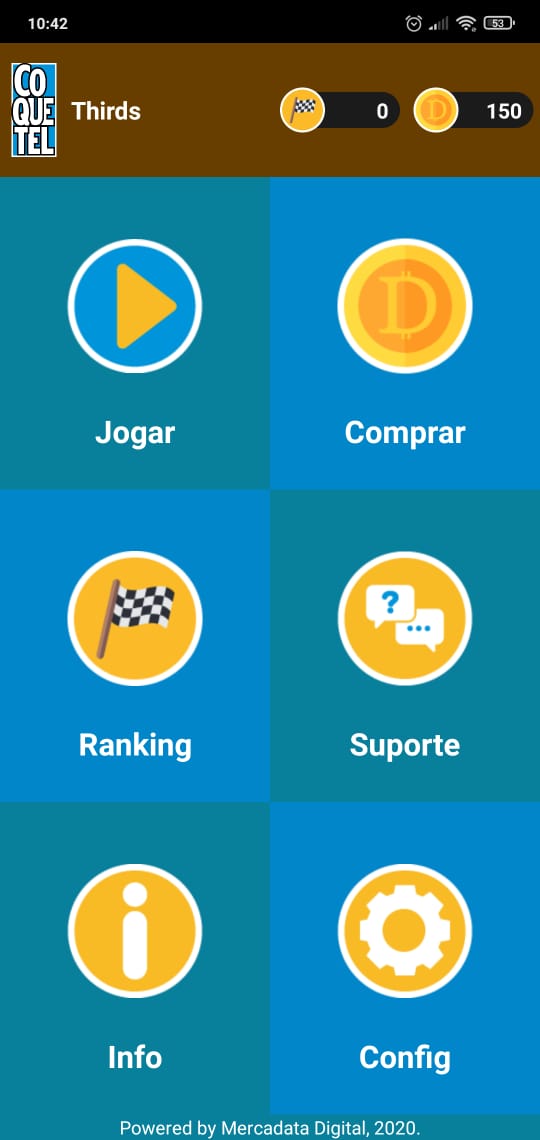 10:42
53
CO
QUE
TEL
Thirds
0
D
150
Jogar
D
Comprar
Ranking
?
Suporte
i
Info
Config
Powered by Mercadata Digital, 2020.